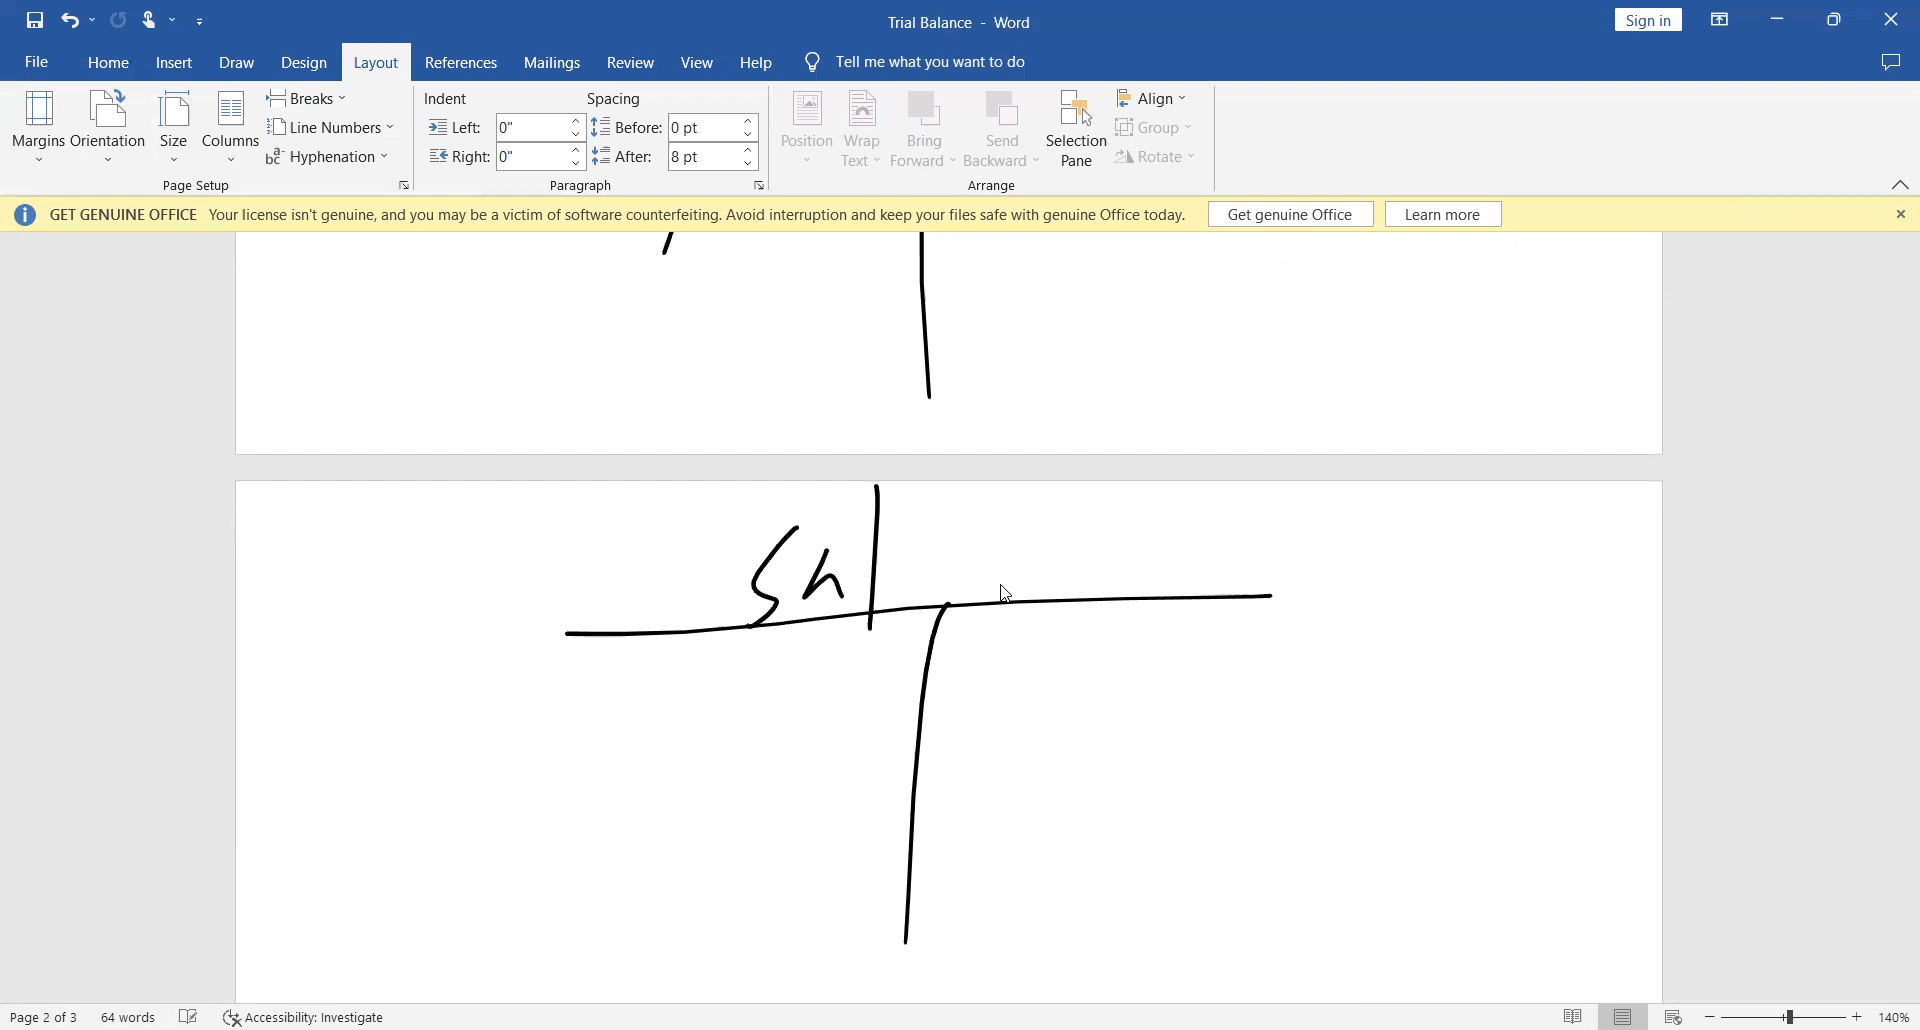 Trial Balance - Word
Sign in
File Home Insert Draw Design Layout References Mailings Review View Help Tell me what you want to do
Margins Orientation Size Columns
Breaks
Line Numbers
Hyphenation
Page Setup
Indent Spacing
Left: 0" Before: 0 pt
Right: 0" After: 8 pt
Paragraph
Position Wrap Text Bring Forward Send Backward Selection Pane
Align
Group
Rotate
Arrange
GET GENUINE OFFICE Your license isn't genuine, and you may be a victim of software counterfeiting. Avoid interruption and keep your files safe with genuine Office today. Get genuine Office Learn more
Page 2 of 3 64 words Accessibility: Investigate 140%